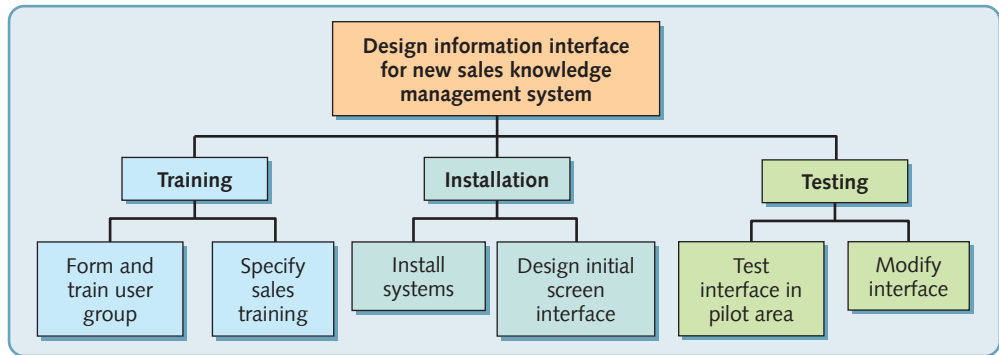 Design information interface
for new sales knowledge
management system
Training
Installation
Testing
Form and
train user
group
Specify
sales
training
Install
systems
Design initial
screen
interface
Test
interface in
pilot area
Modify
interface